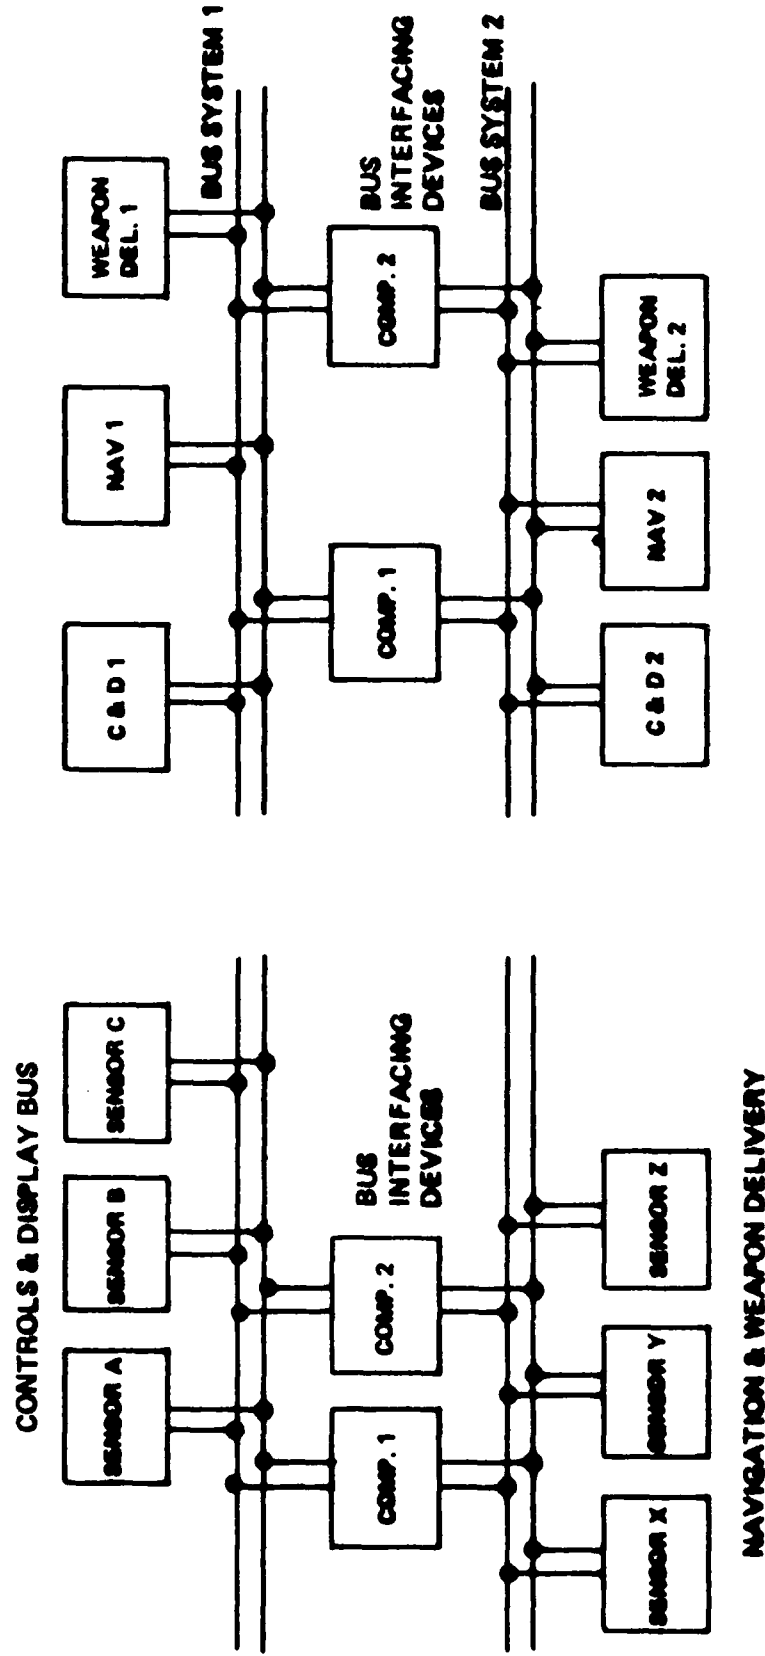 CONTROLS & DISPLAY BUS
SENSOR A
SENSOR B
SENSOR C
COMP. 1
COMP. 2
BUS
INTERFACING
DEVICES
SENSOR X
SENSOR Y
SENSOR Z
NAVIGATION & WEAPON DELIVERY
C & D 1
NAV 1
WEAPON
DEL. 1
BUS SYSTEM 1
COMP. 1
COMP. 2
BUS
INTERFACING
DEVICES
BUS SYSTEM 2
C & D 2
NAV 2
WEAPON
DEL. 2